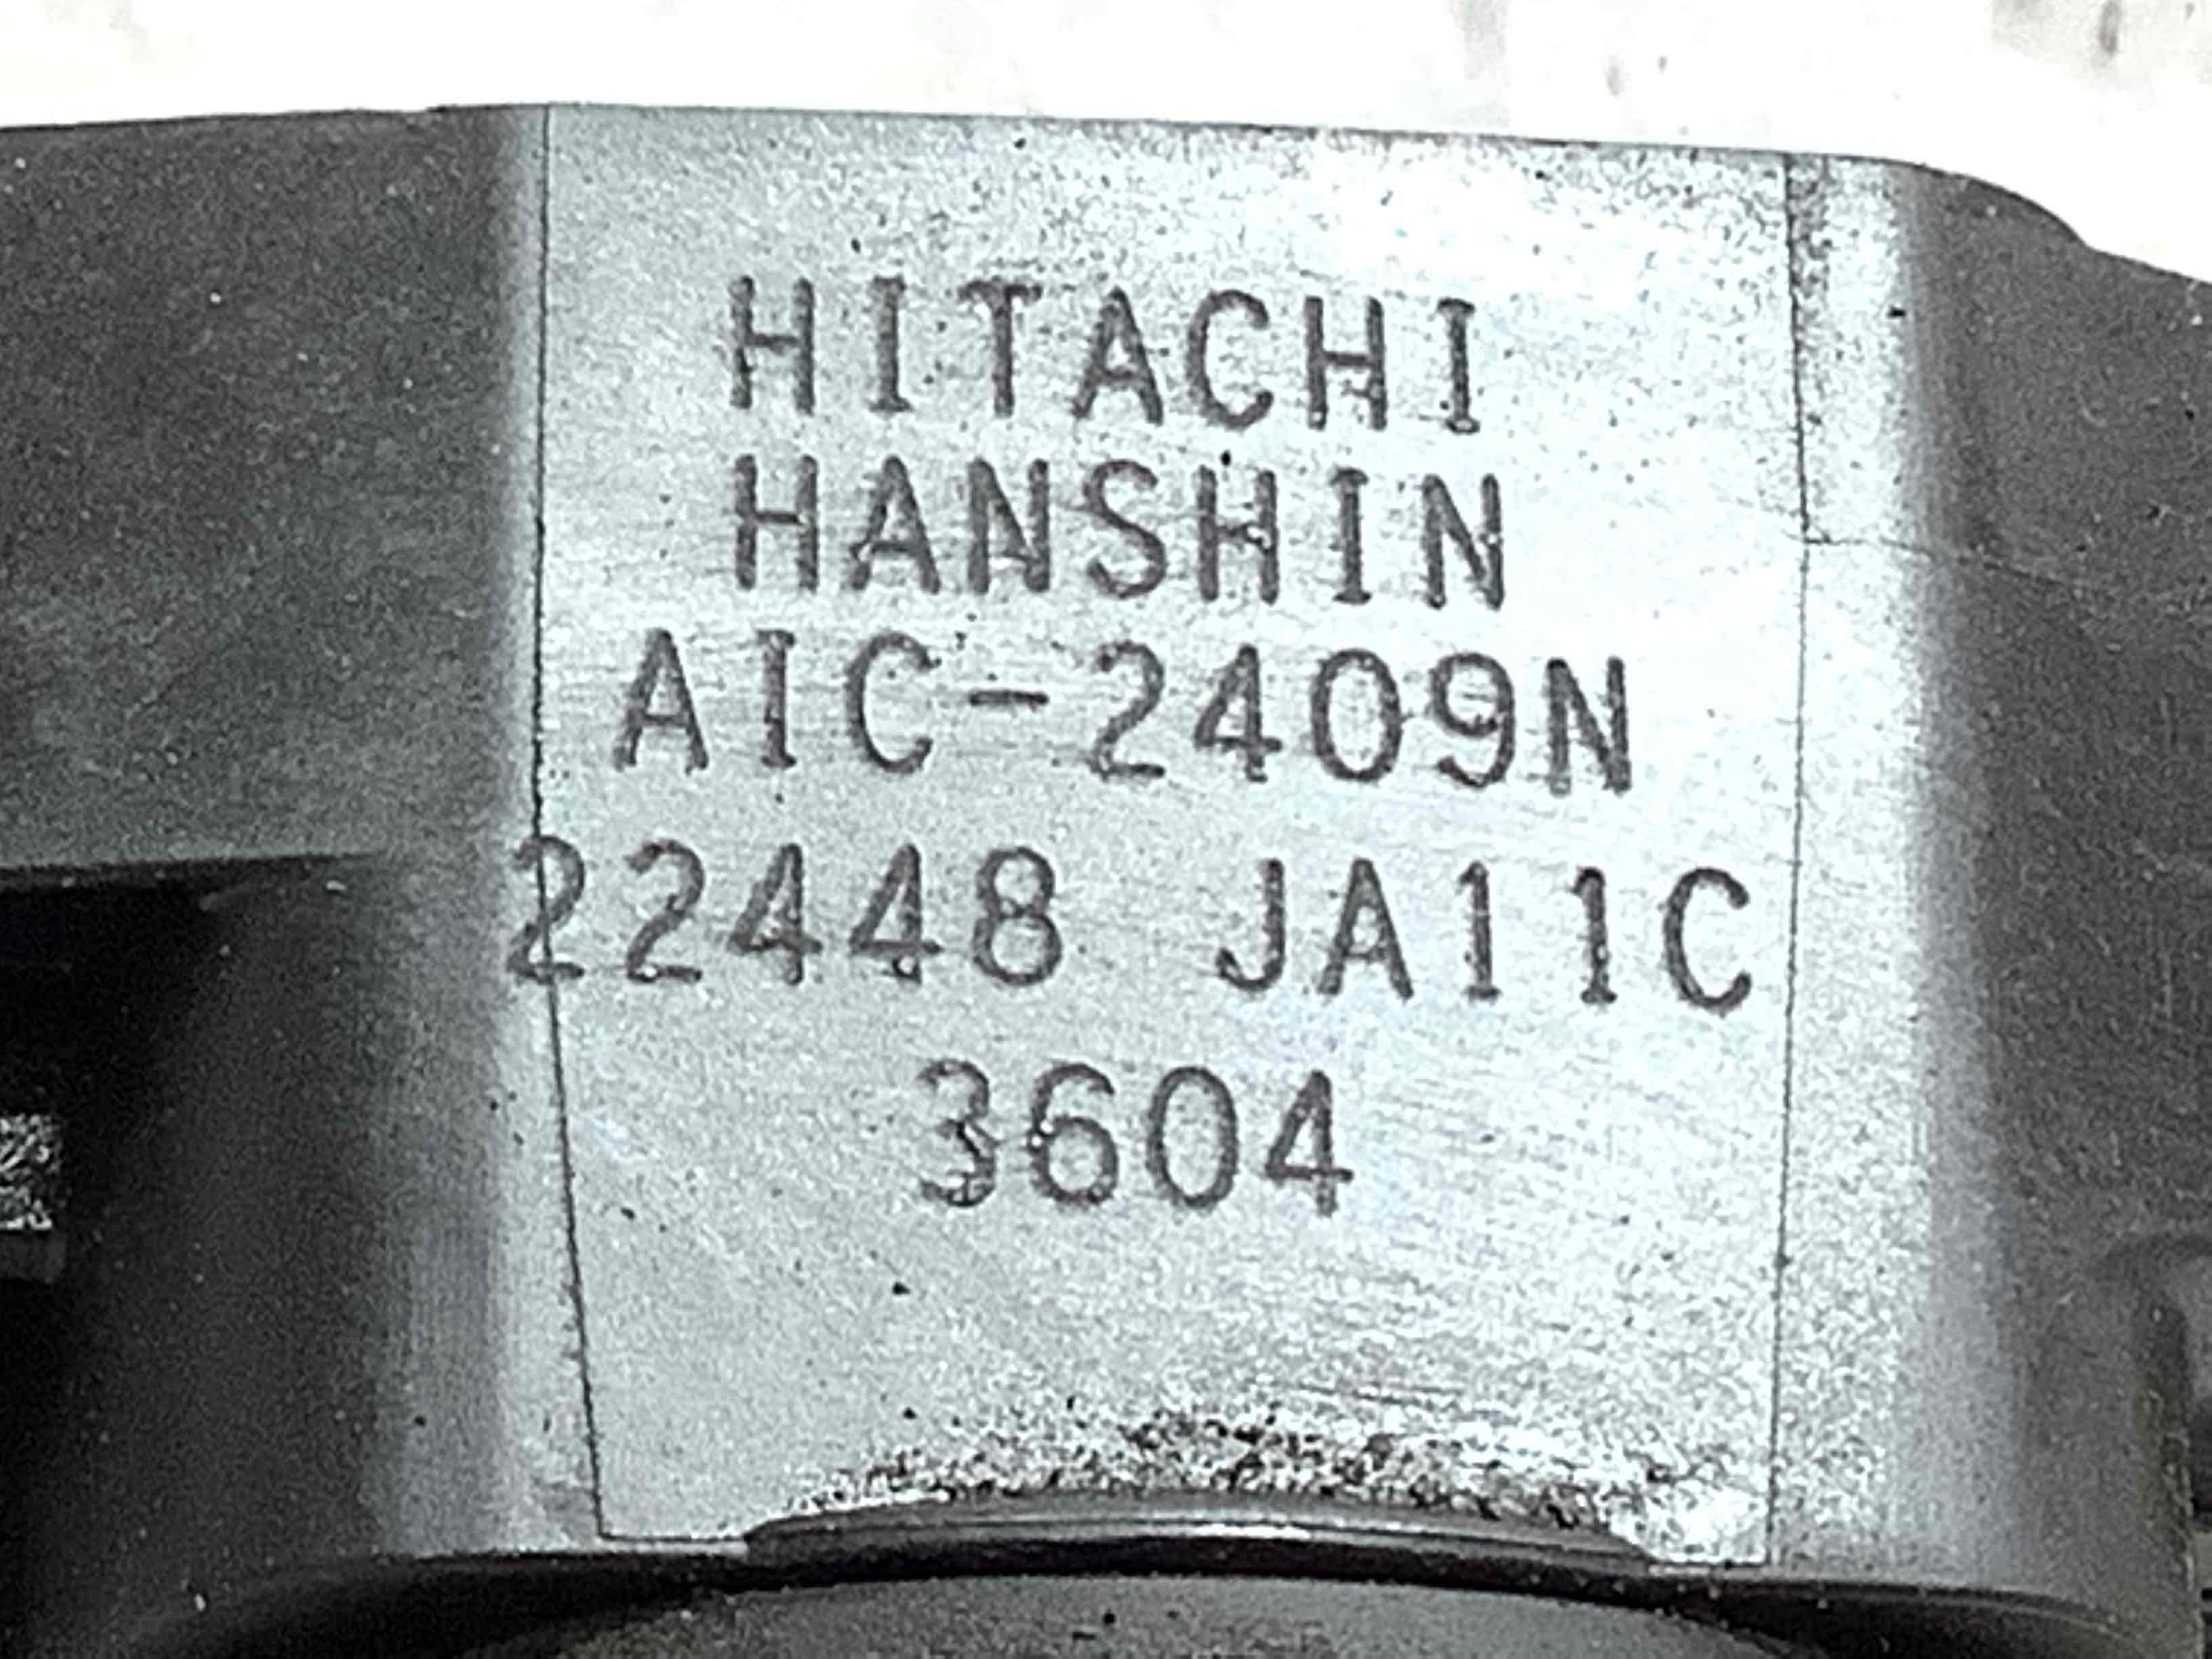 HITACHI
HANSHIN
AIC-2409N
22448 JA11C
3604